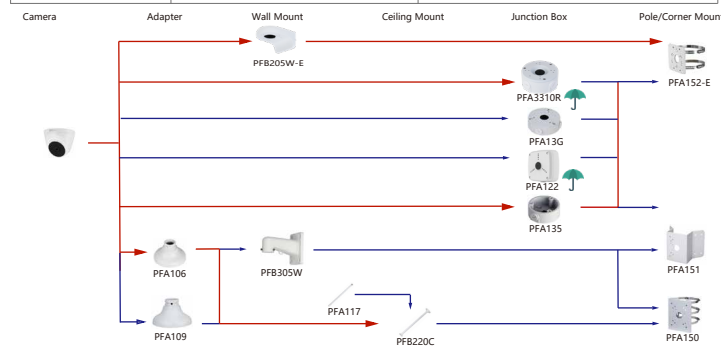 Camera Adapter Wall Mount Ceiling Mount Junction Box Pole/Corner Mount
PFB205W-E
PFA152-E
PFA3310R
PFA13G
PFA122
PFA135
PFA106
PFB305W
PFA151
PFA117
PFA109
PFB220C
PFA150